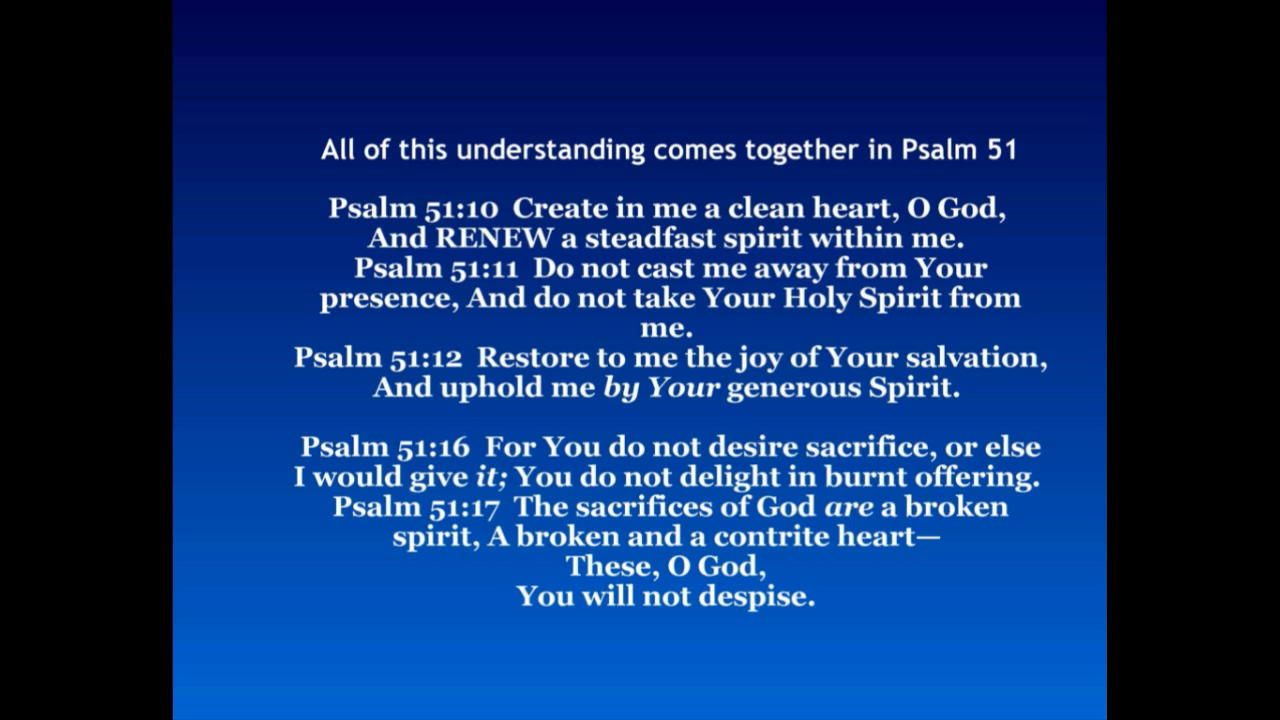 All of this understanding comes together in Psalm 51
Psalm 51:10  Create in me a clean heart, O God,
And RENEW a steadfast spirit within me.
Psalm 51:11  Do not cast me away from Your
presence, And do not take Your Holy Spirit from
me.
Psalm 51:12  Restore to me the joy of Your salvation,
And uphold me by Your generous Spirit.
Psalm 51:16  For You do not desire sacrifice, or else
I would give it; You do not delight in burnt offering.
Psalm 51:17  The sacrifices of God are a broken
spirit, A broken and a contrite heart—
These, O God,
You will not despise.